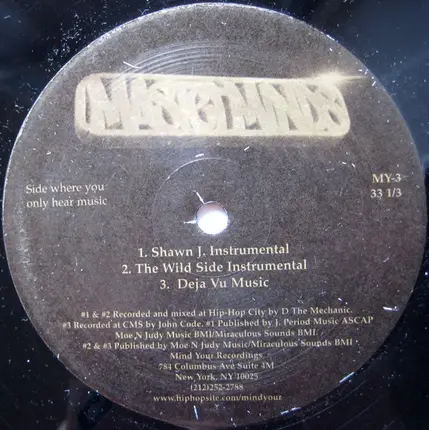 MASTERMINDS
Side where you
only hear music
MY-3
33 1/3
1. Shawn J. Instrumental
2. The Wild Side Instrumental
3. Deja Vu Music
#1 & #2 Recorded and mixed at Hip-Hop City by D The Mechanic.
#3 Recorded at CMS by John Code. #1 Published by J. Period Music ASCAP
Moe N Judy Music BMI/Miraculous Sounds BMI.
#2 & #3 Published by Moe N Judy Music/Miraculous Sounds BMI
Mind Your Recordings
784 Columbus Ave Suite 4M
New York, NY 10025
(212)252-2788
www.hiphopsite.com/mindyour